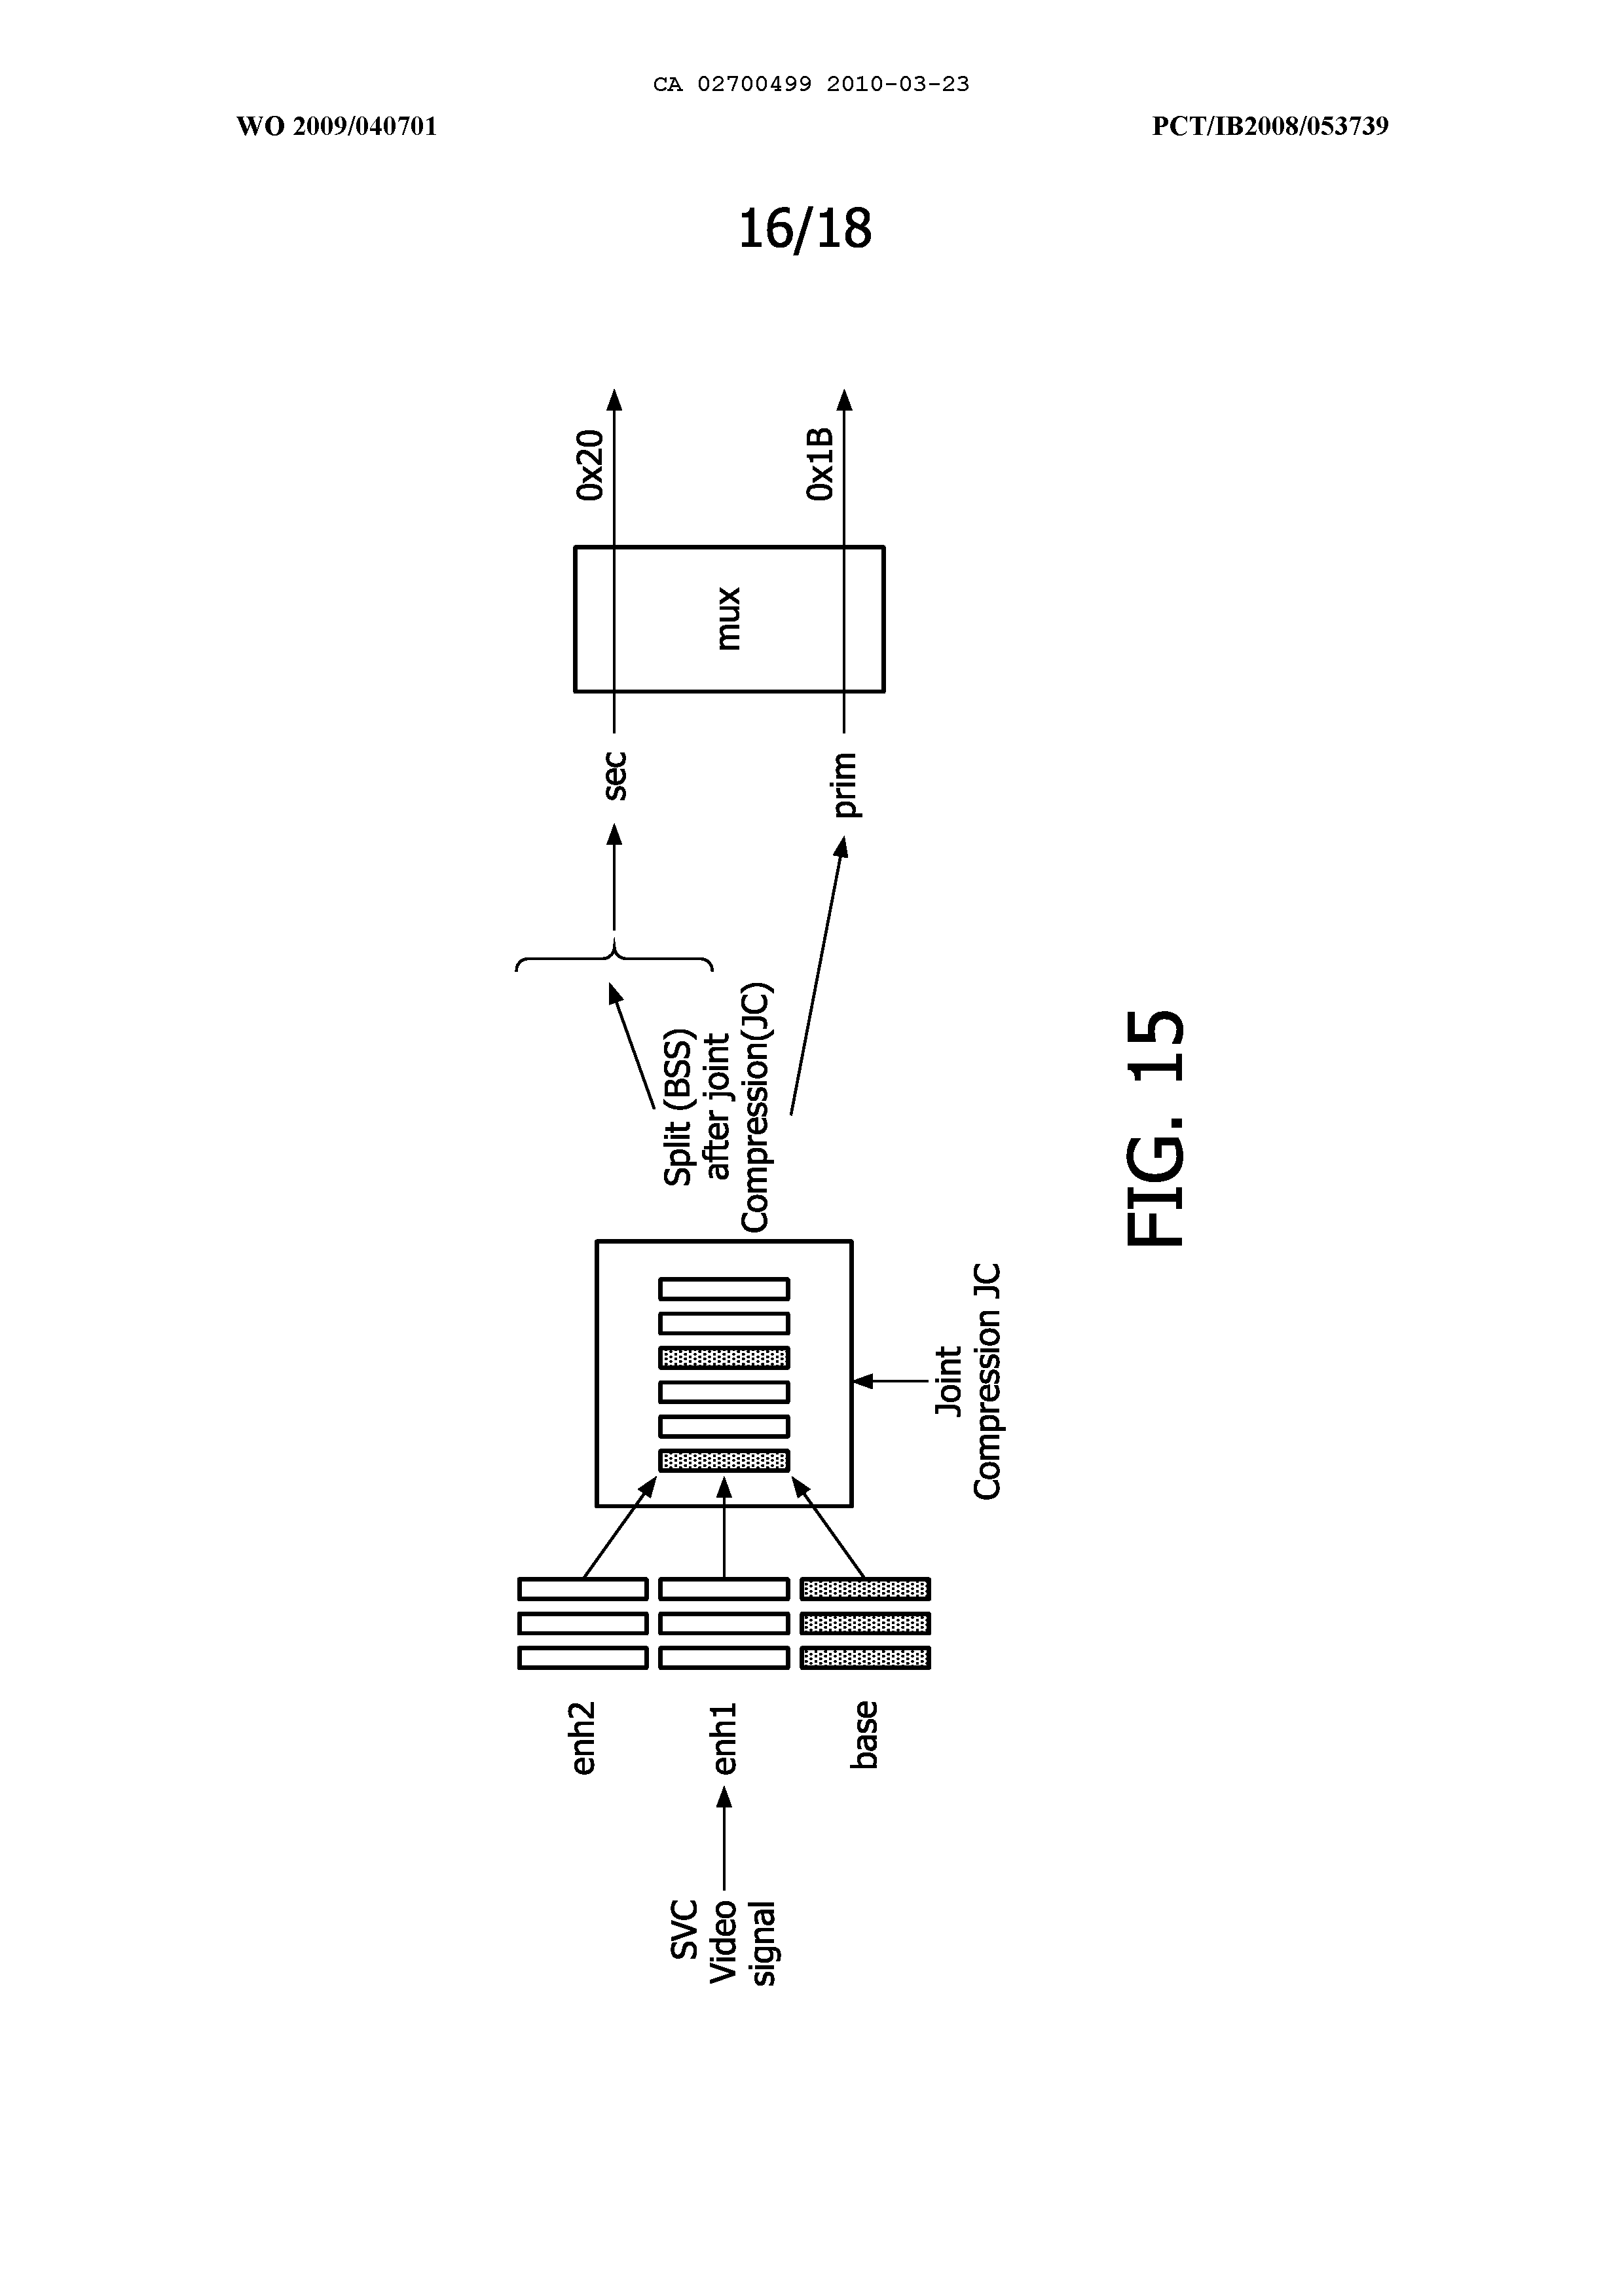 CA 02700499 2010-03-23
WO 2009/040701
PCT/IB2008/053739
16/18
SVC
Video
signal
enh2
enh1
base
Joint
Compression JC
Split (BSS)
after joint
Compression(JC)
sec
prim
mux
0x20
0x1B
FIG. 15